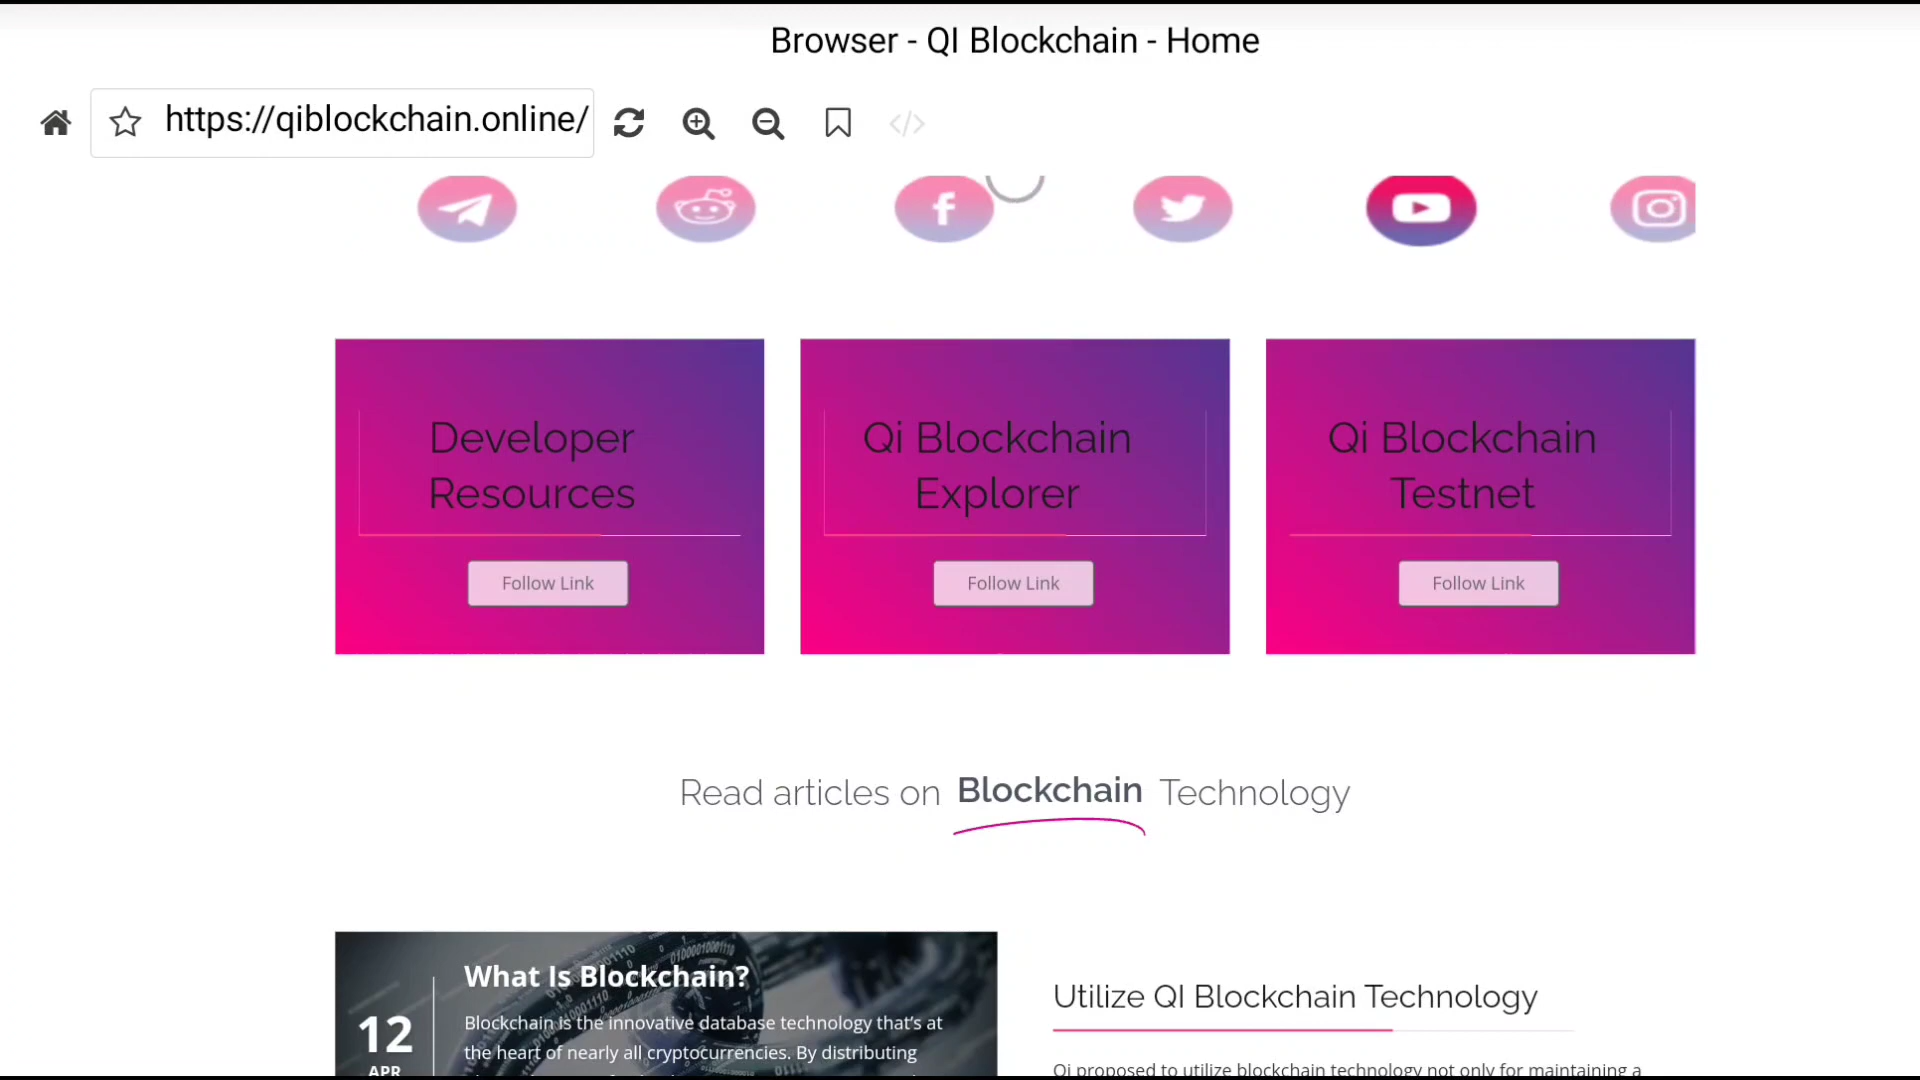 Browser - QI Blockchain - Home
https://qiblockchain.online/
Developer
Resources
Follow Link
Qi Blockchain
Explorer
Follow Link
Qi Blockchain
Testnet
Follow Link
Read articles on Blockchain Technology
12
APR
What Is Blockchain?
Blockchain is the innovative database technology that’s at
the heart of nearly all cryptocurrencies. By distributing
Utilize QI Blockchain Technology
Qi proposed to utilize blockchain technology not only for maintaining a